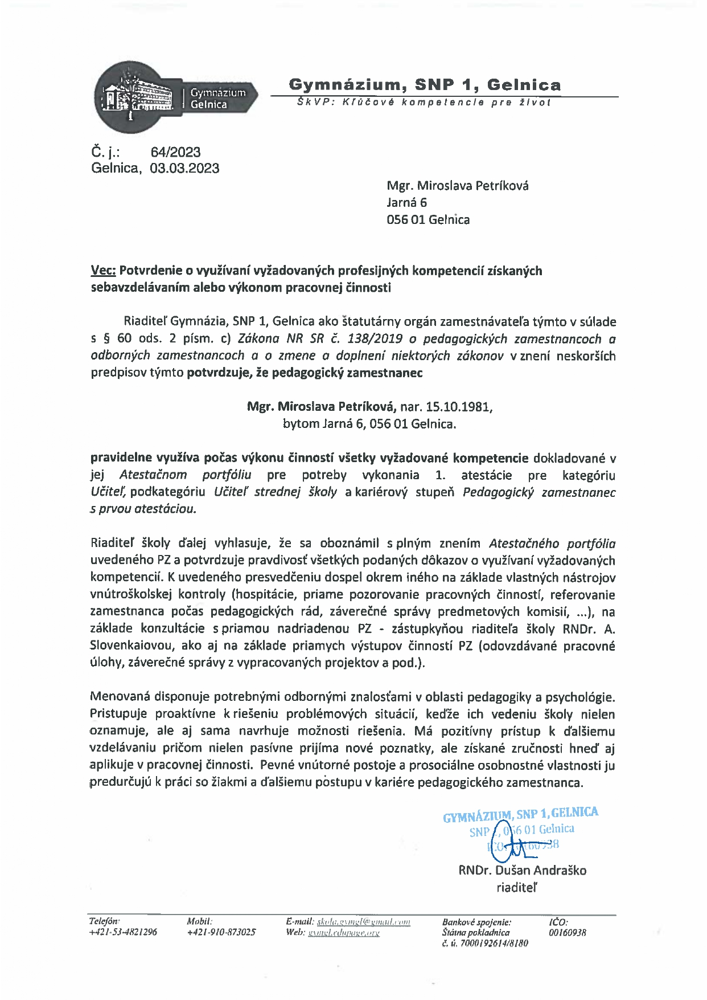 Gymnázium
Gelnica
Gymnázium, SNP 1, Gelnica
ŠkVP: Kľúčové kompetencie pre život
Č. j.: 64/2023
Gelnica, 03.03.2023
Mgr. Miroslava Petríková
Jarná 6
056 01 Gelnica
Vec: Potvrdenie o využívaní vyžadovaných profesijných kompetencií získaných
sebavzdelávaním alebo výkonom pracovnej činnosti
Riaditeľ Gymnázia, SNP 1, Gelnica ako štatutárny orgán zamestnávateľa týmto v súlade
s § 60 ods. 2 písm. c) Zákona NR SR č. 138/2019 o pedagogických zamestnancoch a
odborných zamestnancoch a o zmene a doplnení niektorých zákonov v znení neskorších
predpisov týmto potvrdzuje, že pedagogický zamestnanec
Mgr. Miroslava Petríková, nar. 15.10.1981,
bytom Jarná 6, 056 01 Gelnica.
pravidelne využíva počas výkonu činností všetky vyžadované kompetencie dokladované v
jej Atestačnom portfóliu pre potreby vykonania 1. atestácie pre kategóriu
Učiteľ, podkategóriu Učiteľ strednej školy a kariérový stupeň Pedagogický zamestnanec
s prvou atestáciou.
Riaditeľ školy ďalej vyhlasuje, že sa oboznámil s plným znením Atestačného portfólia
uvedeného PZ a potvrdzuje pravdivosť všetkých podaných dôkazov o využívaní vyžadovaných
kompetencií. K uvedeného presvedčeniu dospel okrem iného na základe vlastných nástrojov
vnútroškolskej kontroly (hospitácie, priame pozorovanie pracovných činností, referovanie
zamestnanca počas pedagogických rád, záverečné správy predmetových komisií, ...), na
základe konzultácie s priamou nadriadenou PZ - zástupkyňou riaditeľa školy RNDr. A.
Slovenkaiovou, ako aj na základe priamych výstupov činností PZ (odovzdávané pracovné
úlohy, záverečné správy z vypracovaných projektov a pod.).
Menovaná disponuje potrebnými odbornými znalosťami v oblasti pedagogiky a psychológie.
Pristupuje proaktívne k riešeniu problémových situácií, keďže ich vedeniu školy nielen
oznamuje, ale aj sama navrhuje možnosti riešenia. Má pozitívny prístup k ďalšiemu
vzdelávaniu pričom nielen pasívne prijíma nové poznatky, ale získané zručnosti hneď aj
aplikuje v pracovnej činnosti. Pevné vnútorné postoje a prosociálne osobnostné vlastnosti ju
predurčujú k práci so žiakmi a ďalšiemu postupu v kariére pedagogického zamestnanca.
GYMNÁZIUM, SNP 1, GELNICA
SNP 056 01 Gelnica
RNDr. Dušan Andraško
riaditeľ
Telefón: Mobil: E-mail: skola.gymgl@gmail.com Bankové spojenie: IČO:
+421-53-4821296 +421-910-873025 Web: gymgl.edupage.org Štátna pokladnica 00160938
č. ú. 7000192614/8180